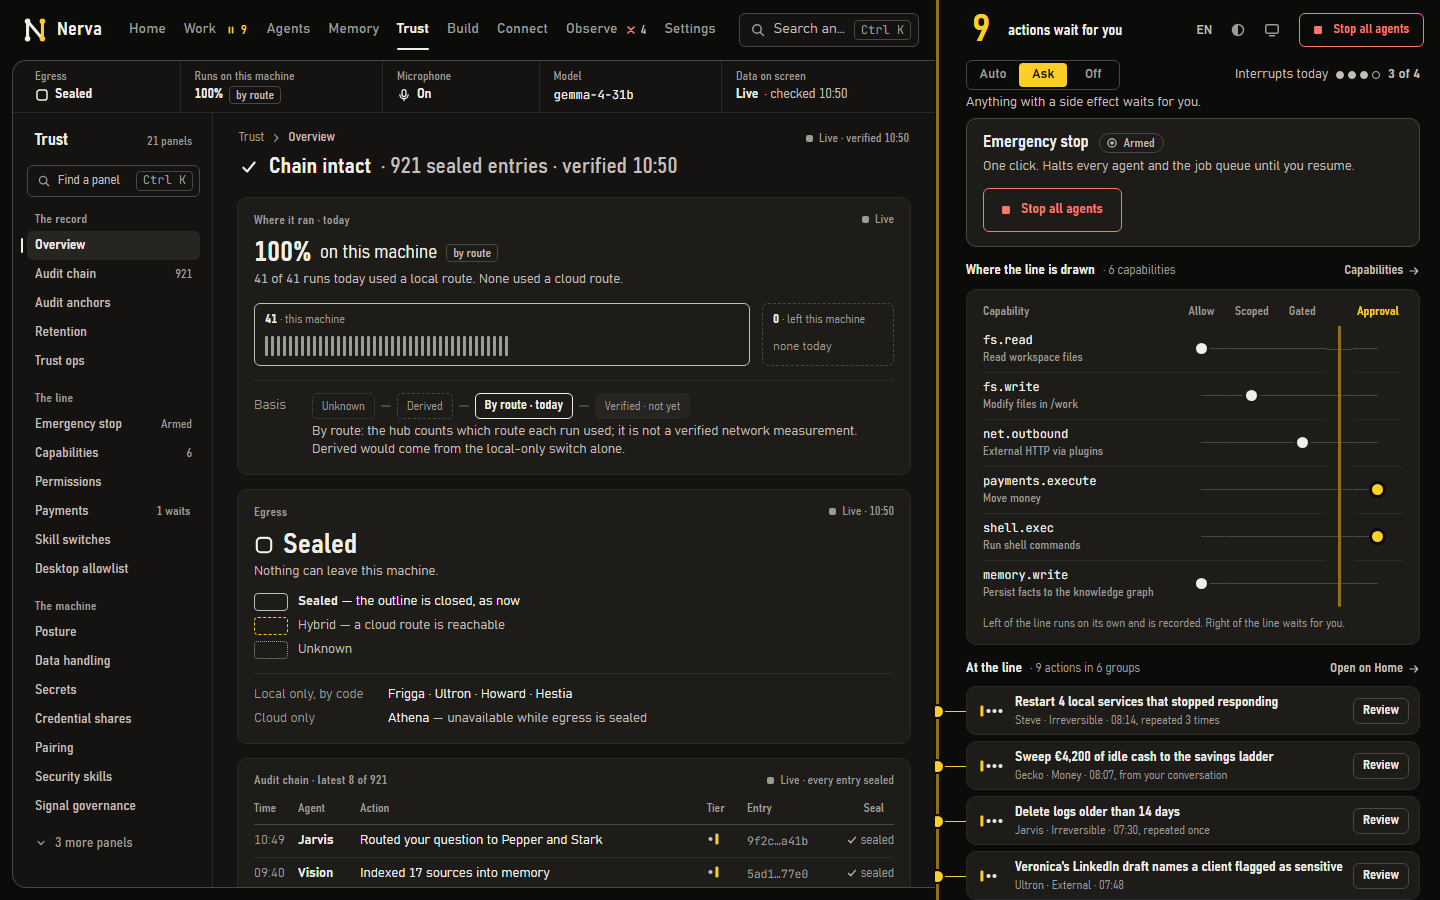 Nerva
Home Work 9 Agents Memory Trust Build Connect Observe 4 Settings
Search an... Ctrl K
9 actions wait for you
EN
Stop all agents
Egress
Sealed
Runs on this machine
100% by route
Microphone
On
Model
gemma-4-31b
Data on screen
Live · checked 10:50
Auto Ask Off
Interrupts today 3 of 4
Anything with a side effect waits for you.
Trust 21 panels
Find a panel Ctrl K
The record
Overview
Audit chain 921
Audit anchors
Retention
Trust ops
The line
Emergency stop Armed
Capabilities 6
Permissions
Payments 1 waits
Skill switches
Desktop allowlist
The machine
Posture
Data handling
Secrets
Credential shares
Pairing
Security skills
Signal governance
3 more panels
Trust > Overview
Live · verified 10:50
Chain intact · 921 sealed entries · verified 10:50
Where it ran · today
Live
100% on this machine by route
41 of 41 runs today used a local route. None used a cloud route.
41 · this machine
0 · left this machine
none today
Basis Unknown — Derived — By route · today — Verified · not yet
By route: the hub counts which route each run used; it is not a verified network measurement.
Derived would come from the local-only switch alone.
Egress
Live · 10:50
Sealed
Nothing can leave this machine.
Sealed — the outline is closed, as now
Hybrid — a cloud route is reachable
Unknown
Local only, by code Frigga · Ultron · Howard · Hestia
Cloud only Athena — unavailable while egress is sealed
Audit chain · latest 8 of 921
Live · every entry sealed
Time Agent Action Tier Entry Seal
10:49 Jarvis Routed your question to Pepper and Stark 9f2c…a41b sealed
09:40 Vision Indexed 17 sources into memory 5ad1…77e0 sealed
Emergency stop Armed
One click. Halts every agent and the job queue until you resume.
Stop all agents
Where the line is drawn · 6 capabilities
Capabilities →
Capability Allow Scoped Gated Approval
fs.read
Read workspace files
fs.write
Modify files in /work
net.outbound
External HTTP via plugins
payments.execute
Move money
shell.exec
Run shell commands
memory.write
Persist facts to the knowledge graph
Left of the line runs on its own and is recorded. Right of the line waits for you.
At the line · 9 actions in 6 groups
Open on Home →
Restart 4 local services that stopped responding
Steve · Irreversible · 08:14, repeated 3 times
Review
Sweep €4,200 of idle cash to the savings ladder
Gecko · Money · 08:07, from your conversation
Review
Delete logs older than 14 days
Jarvis · Irreversible · 07:30, repeated once
Review
Veronica's LinkedIn draft names a client flagged as sensitive
Ultron · External · 07:48
Review